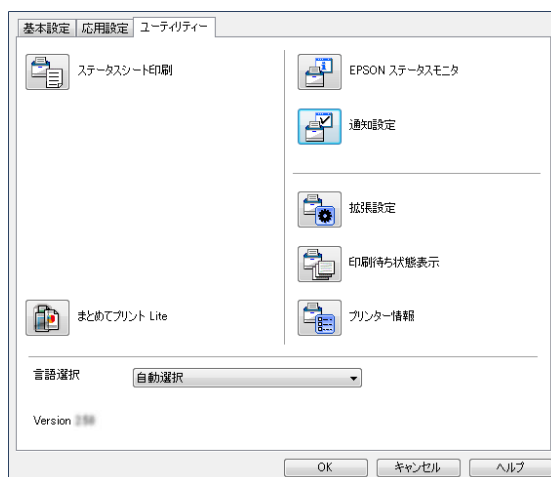 基本設定 応用設定 ユーティリティー
ステータスシート印刷
EPSON ステータスモニタ
通知設定
拡張設定
印刷待ち状態表示
まとめてプリント Lite
プリンター情報
言語選択 自動選択
Version
OK キャンセル ヘルプ